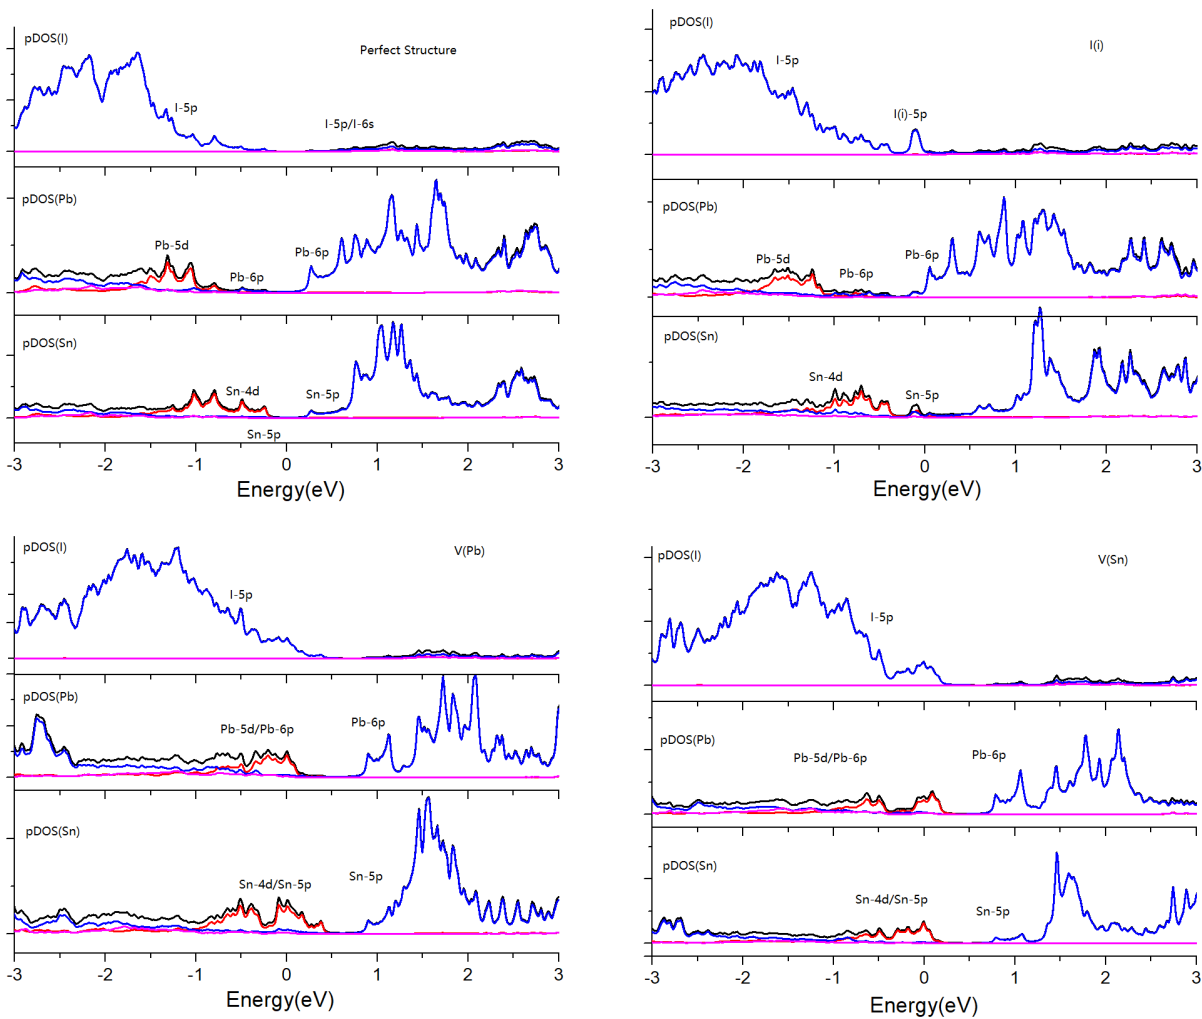 pDOS(I)
Perfect Structure
I-5p
I-5p/I-6s
pDOS(Pb)
Pb-5d
Pb-6p
Pb-6p
pDOS(Sn)
Sn-4d
Sn-5p
Sn-5p
-3 -2 -1 0 1 2 3
Energy(eV)
pDOS(I)
I(i)
I-5p
I(i)-5p
pDOS(Pb)
Pb-5d
Pb-6p
Pb-6p
pDOS(Sn)
Sn-4d
Sn-5p
-3 -2 -1 0 1 2 3
Energy(eV)
pDOS(I)
V(Pb)
I-5p
pDOS(Pb)
Pb-5d/Pb-6p
Pb-6p
pDOS(Sn)
Sn-4d/Sn-5p
Sn-5p
-3 -2 -1 0 1 2 3
Energy(eV)
pDOS(I)
V(Sn)
I-5p
pDOS(Pb)
Pb-5d/Pb-6p
Pb-6p
pDOS(Sn)
Sn-4d/Sn-5p
Sn-5p
-3 -2 -1 0 1 2 3
Energy(eV)